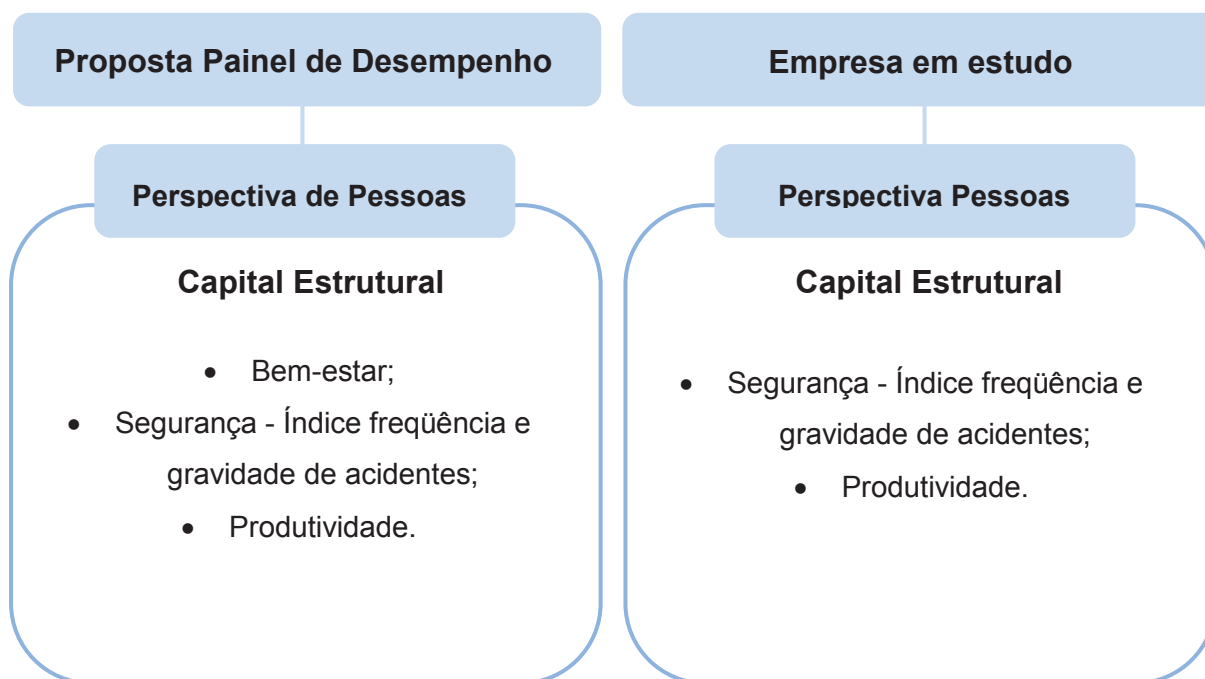 Proposta Painel de Desempenho
Perspectiva de Pessoas
Capital Estrutural
• Bem-estar;
• Segurança - Índice freqüência e
gravidade de acidentes;
• Produtividade.
Empresa em estudo
Perspectiva Pessoas
Capital Estrutural
• Segurança - Índice freqüência e
gravidade de acidentes;
• Produtividade.